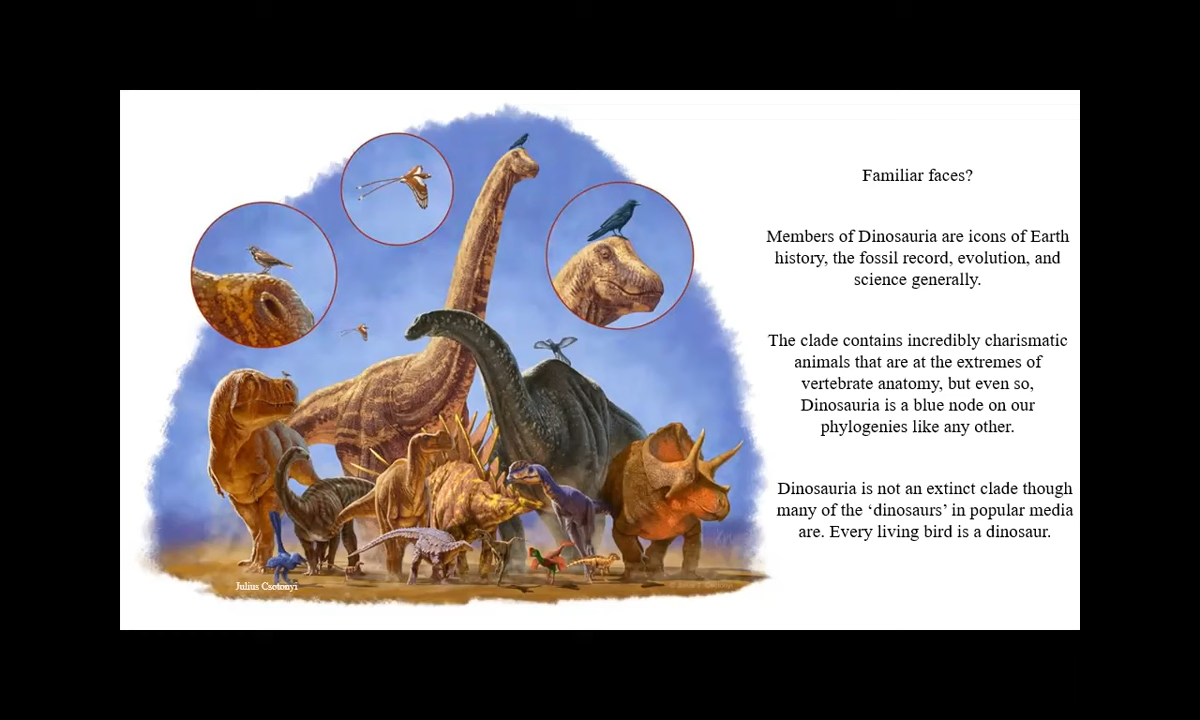 Familiar faces?
Members of Dinosauria are icons of Earth
history, the fossil record, evolution, and
science generally.
The clade contains incredibly charismatic
animals that are at the extremes of
vertebrate anatomy, but even so,
Dinosauria is a blue node on our
phylogenies like any other.
Dinosauria is not an extinct clade though
many of the ‘dinosaurs’ in popular media
are. Every living bird is a dinosaur.
Julius Csotonyi